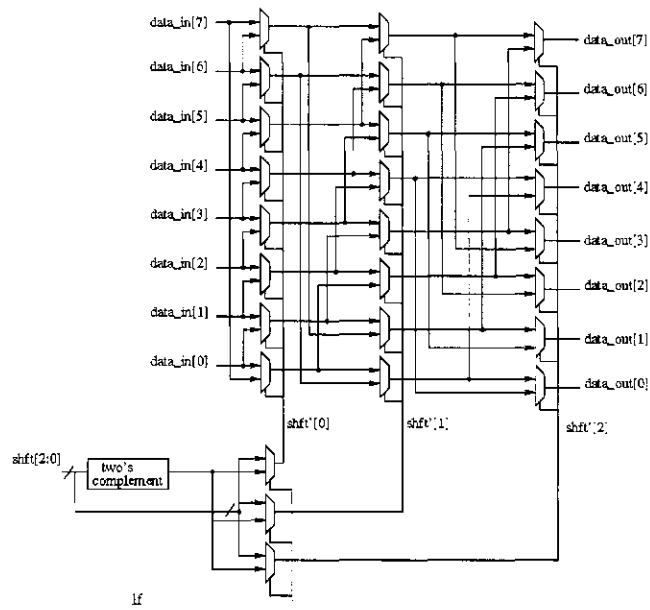 data_in[7]
data_in[6]
data_in[5]
data_in[4]
data_in[3]
data_in[2]
data_in[1]
data_in[0]
data_out[7]
data_out[6]
data_out[5]
data_out[4]
data_out[3]
data_out[2]
data_out[1]
data_out[0]
shft'[0]
shft'[1]
shft'[2]
shft[2:0]
two's
complement
lf